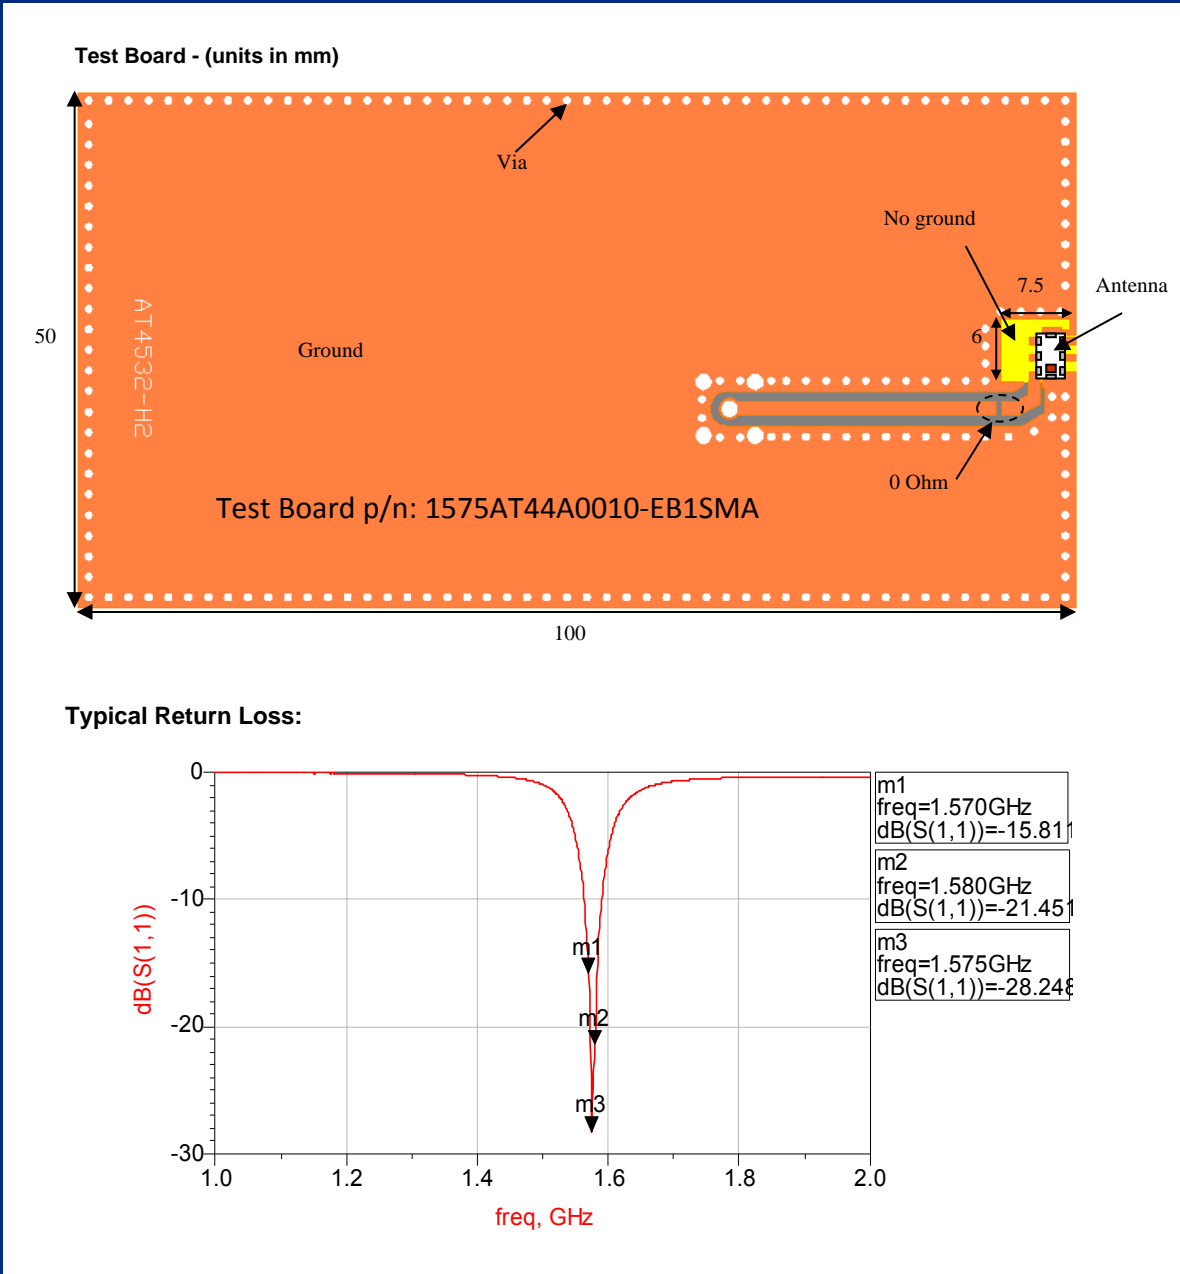 Test Board - (units in mm)
Via
No ground
7.5
Antenna
50
6
AT4532-H2
Ground
0 Ohm
Test Board p/n: 1575AT44A0010-EB1SMA
100
Typical Return Loss:
0
-10
-20
-30
dB(S(1,1))
m1
m2
m3
1.0
1.2
1.4
1.6
1.8
2.0
freq, GHz
m1
freq=1.570GHz
dB(S(1,1))=-15.811
m2
freq=1.580GHz
dB(S(1,1))=-21.451
m3
freq=1.575GHz
dB(S(1,1))=-28.248